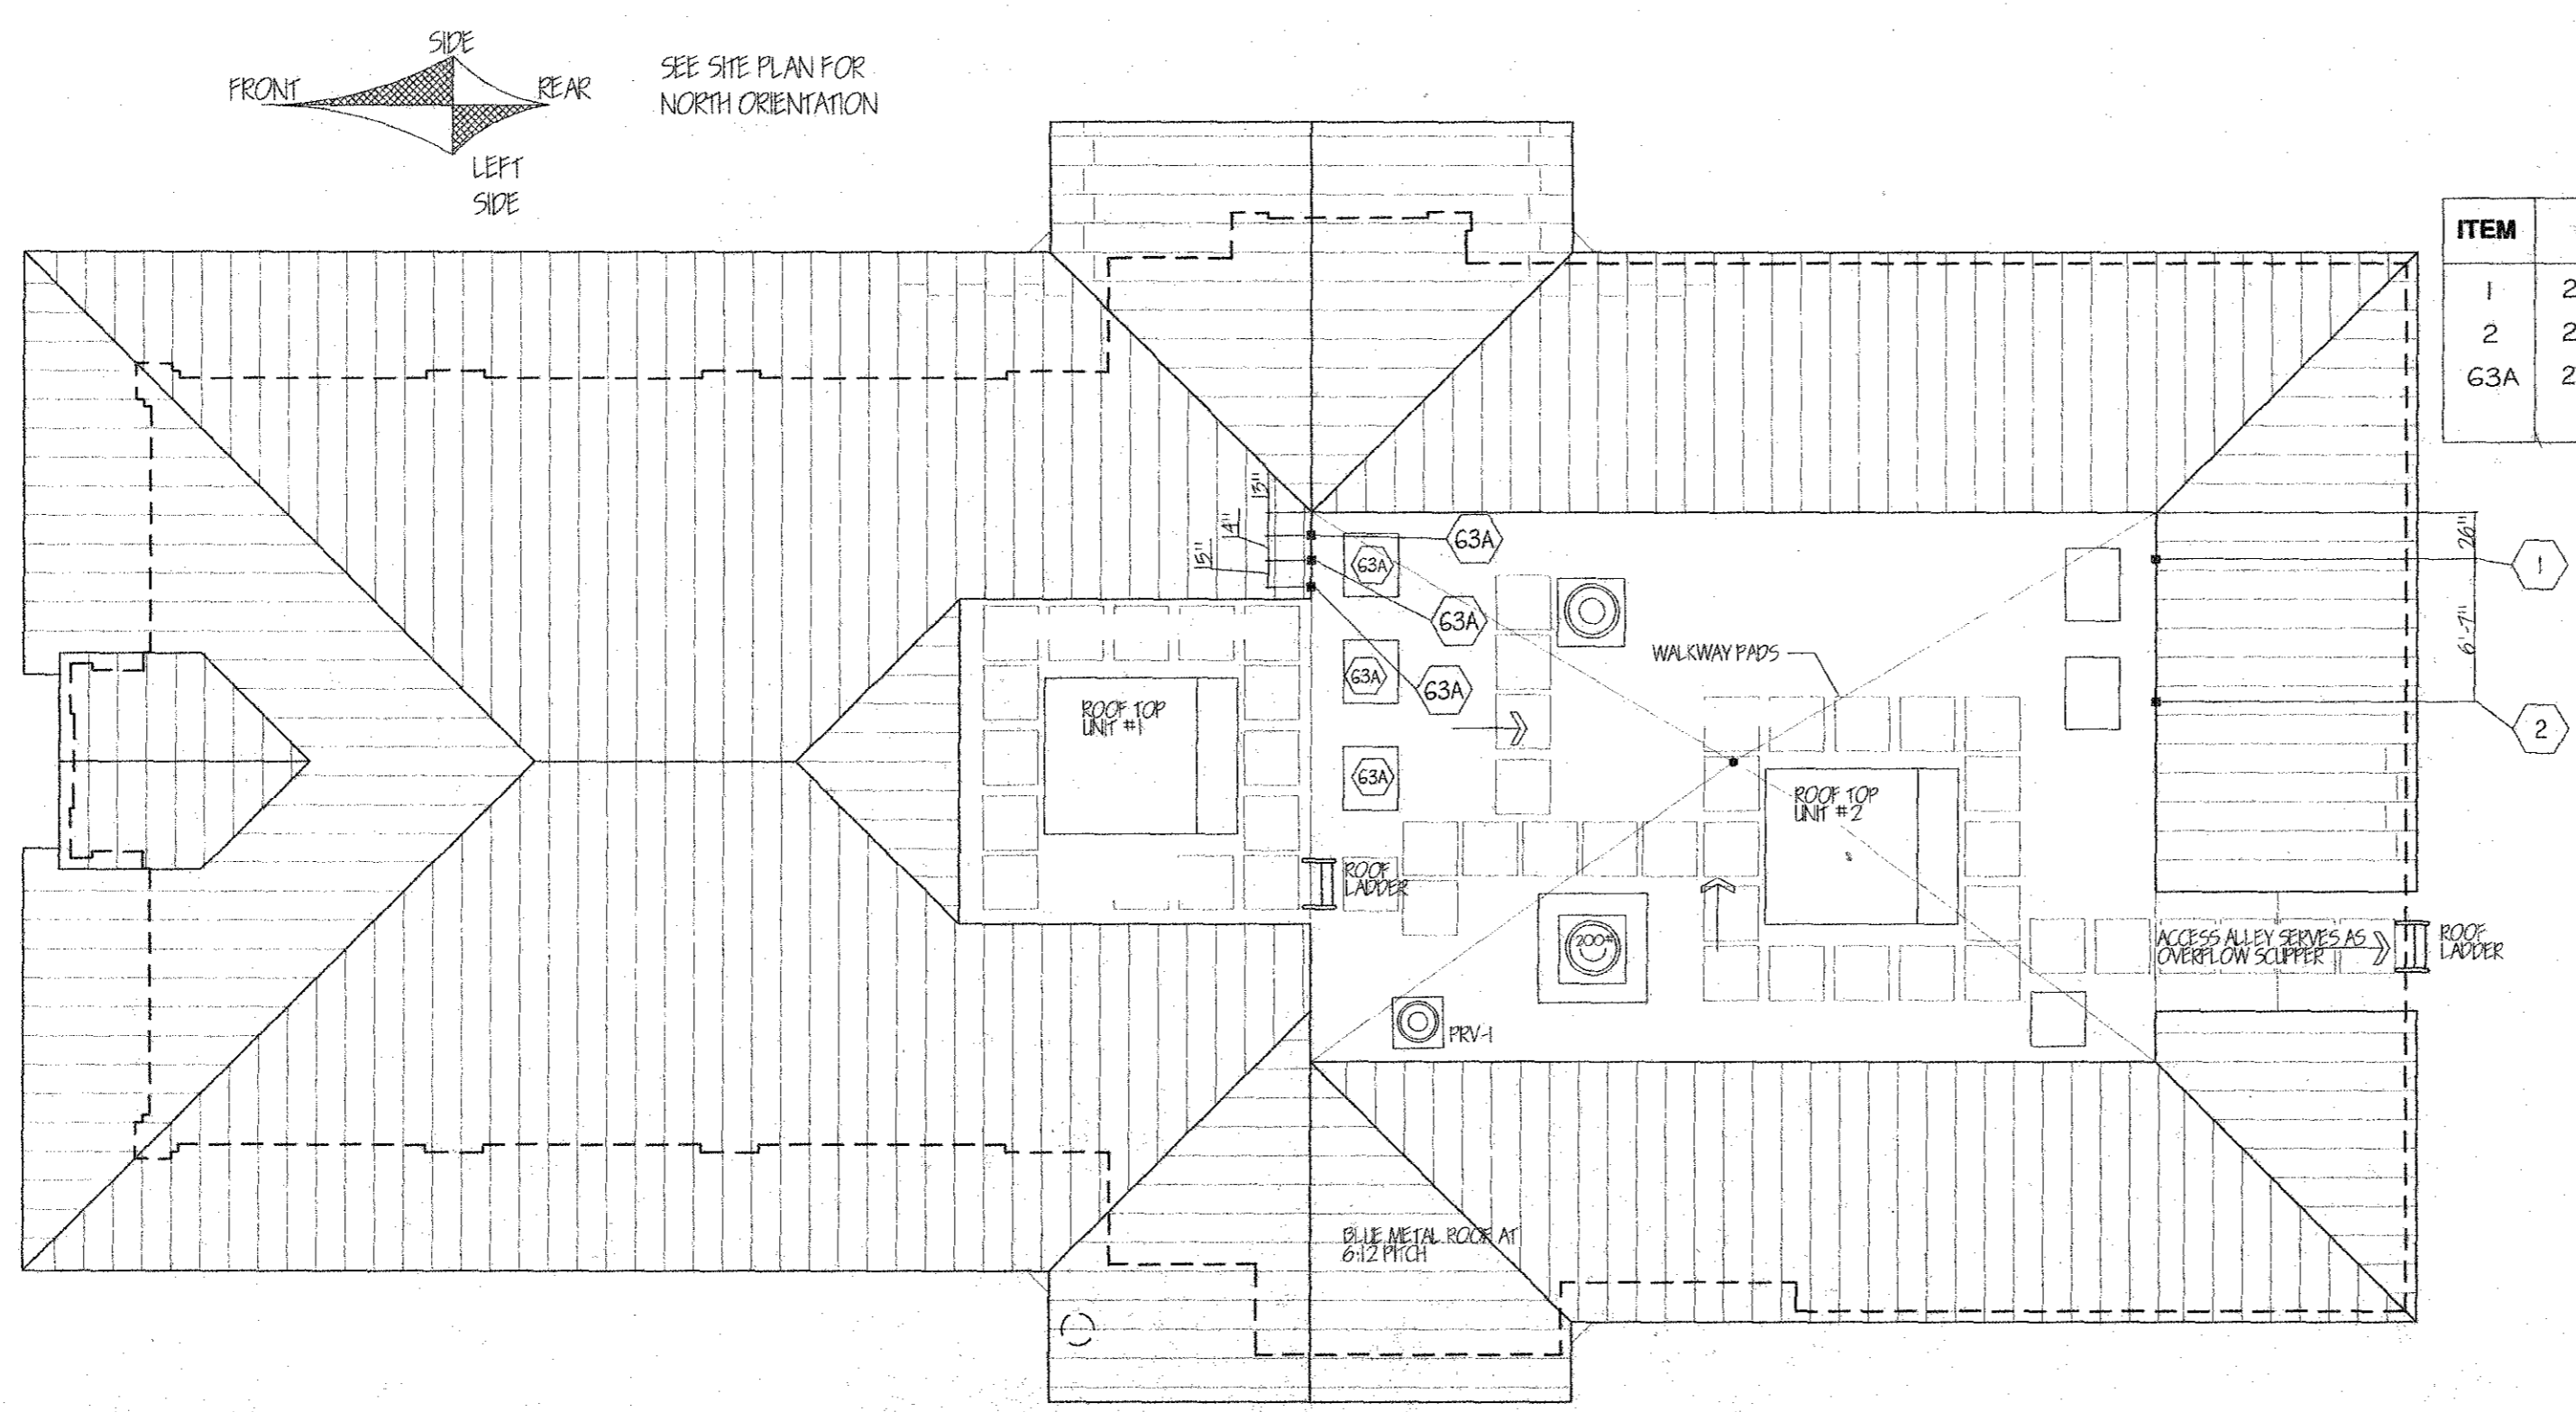 SIDE
FRONT
REAR
LEFT
SIDE
SEE SITE PLAN FOR
NORTH ORIENTATION
ITEM
1 2
2 2
63A 2
13"
14"
15"
63A
63A
63A
63A
63A
63A
26"
6'-7"
1
2
WALKWAY PADS
ROOF TOP
UNIT #1
ROOF TOP
UNIT #2
ROOF
LADDER
200#
PRV-1
ACCESS ALLEY SERVES AS
OVERFLOW SCUPPER
ROOF
LADDER
BLUE METAL ROOF AT
6:12 PITCH